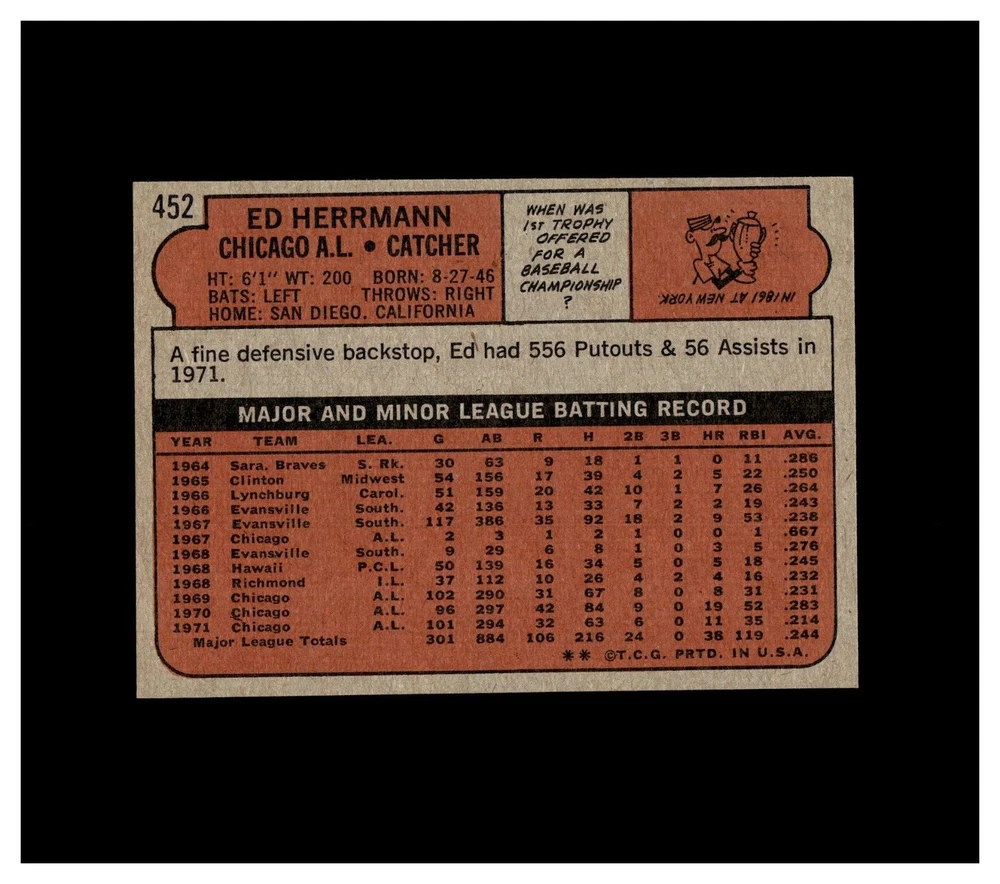 452
ED HERRMANN
CHICAGO A.L. • CATCHER
HT: 6'1" WT: 200 BORN: 8-27-46
BATS: LEFT THROWS: RIGHT
HOME: SAN DIEGO, CALIFORNIA
WHEN WAS
1ST TROPHY
OFFERED
FOR A
BASEBALL
CHAMPIONSHIP
?
IN 1861 AT NEW YORK.
A fine defensive backstop, Ed had 556 Putouts & 56 Assists in
1971.
MAJOR AND MINOR LEAGUE BATTING RECORD
YEAR TEAM LEA. G AB R H 2B 3B HR RBI AVG.
1964 Sara. Braves S. Rk. 30 63 9 18 1 1 0 11 .286
1965 Clinton Midwest 54 156 17 39 4 2 5 22 .250
1966 Lynchburg Carol. 51 159 20 42 10 1 7 26 .264
1966 Evansville South. 42 136 13 33 7 2 2 19 .243
1967 Evansville South. 117 386 35 92 18 2 9 53 .238
1967 Chicago A.L. 2 3 1 2 1 0 0 1 .667
1968 Evansville South. 9 29 6 8 1 0 3 5 .276
1968 Hawaii P.C.L. 50 139 16 34 5 0 5 18 .245
1968 Richmond I.L. 37 112 10 26 4 2 4 16 .232
1969 Chicago A.L. 102 290 31 67 8 0 8 31 .231
1970 Chicago A.L. 96 297 42 84 9 0 19 52 .283
1971 Chicago A.L. 101 294 32 63 6 0 11 35 .214
Major League Totals 301 884 106 216 24 0 38 119 .244
** ©T.C.G. PRTD. IN U.S.A.